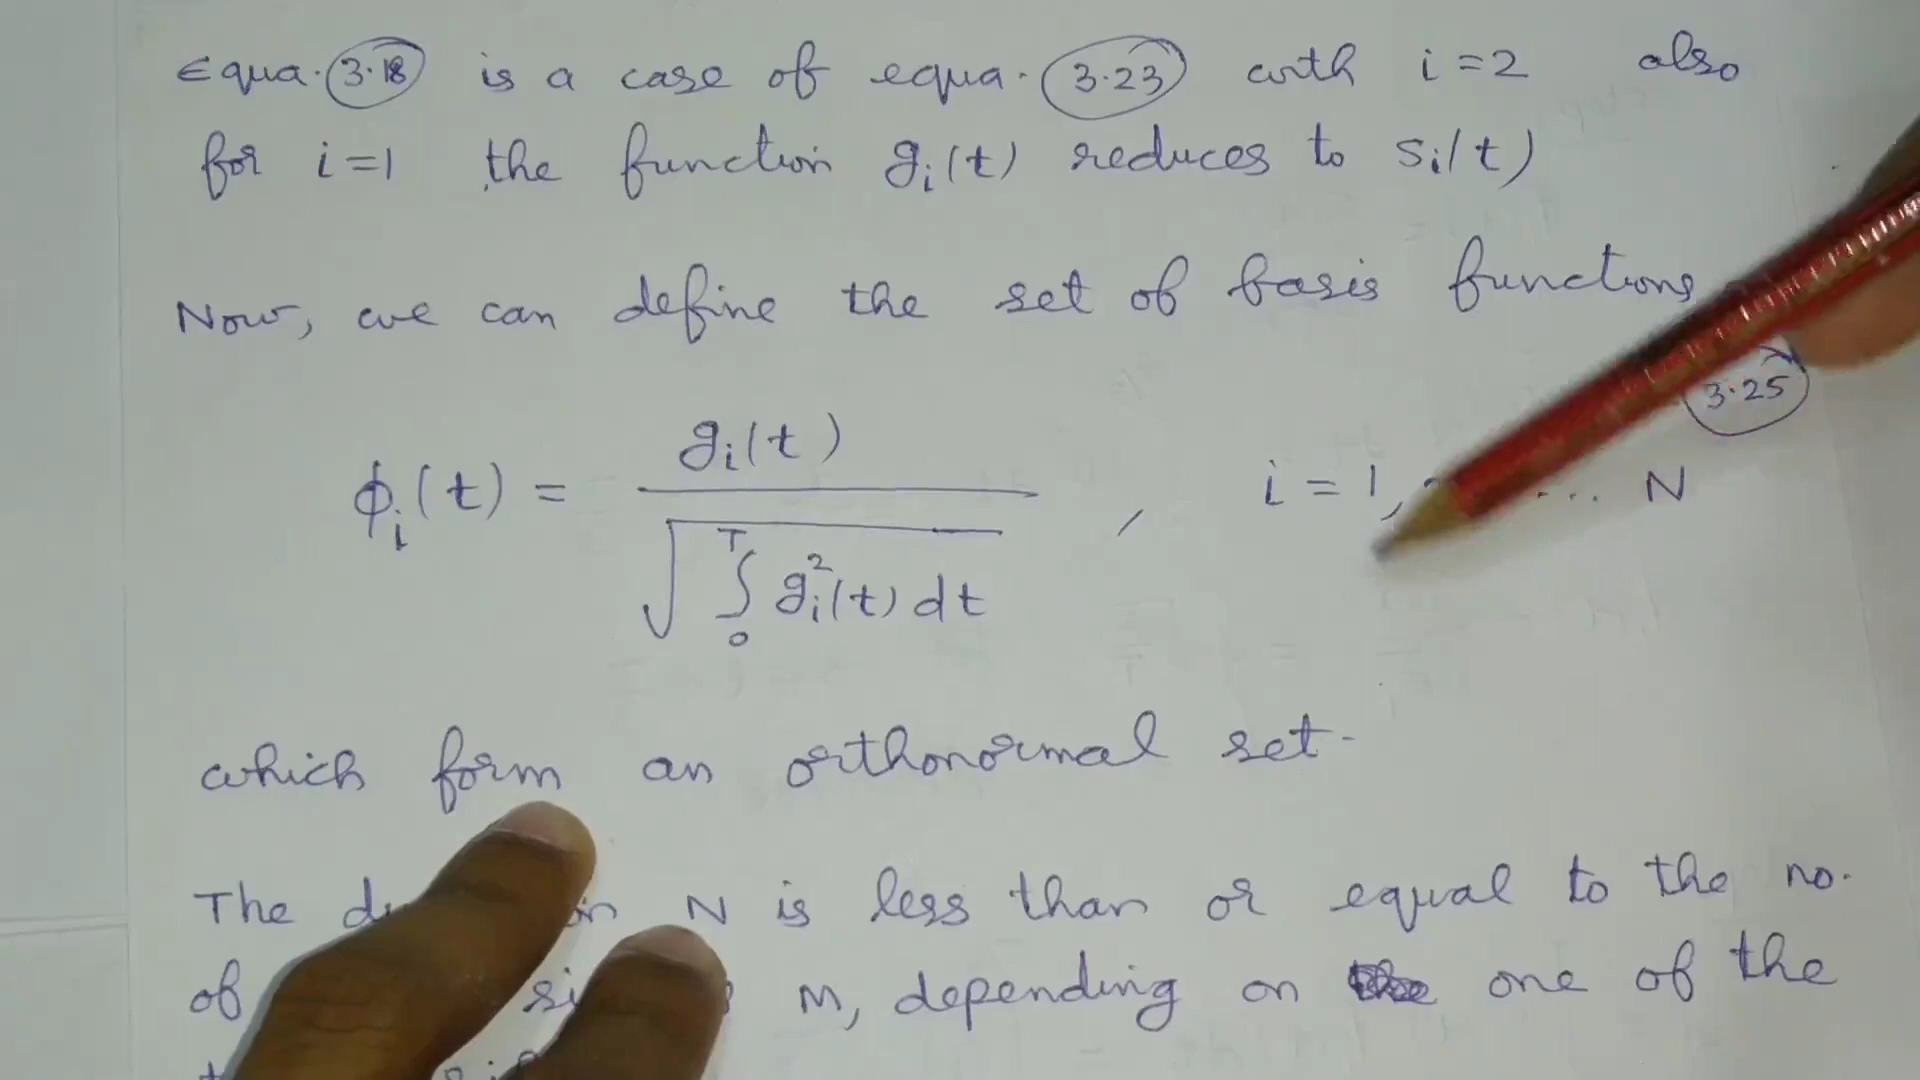 Equa. 3.18 is a case of equa. 3.23 with i=2 also
for i=1 the function gi(t) reduces to si(t)
Now, we can define the set of basis functions
3.25
ϕi(t) = gi(t) / √∫₀ᵀ gi²(t) dt , i = 1, ... N
which form an orthonormal set.
The N is less than or equal to the no.
of M, depending on one of the